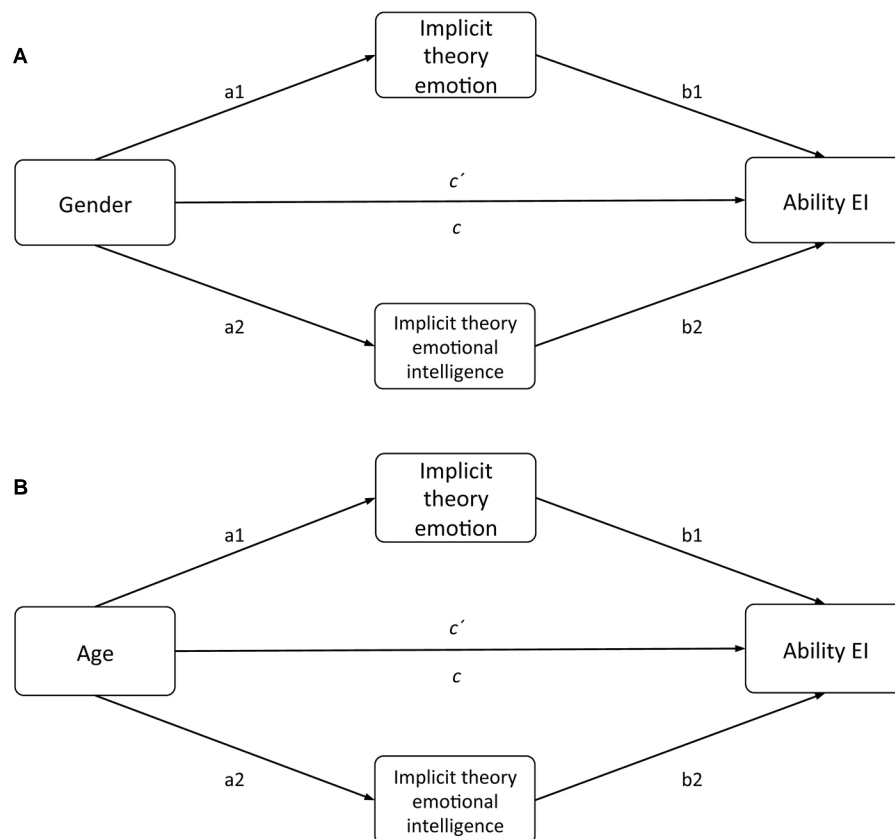 A
Implicit
theory
emotion
a1
b1
Gender
c´
c
Ability EI
a2
b2
Implicit theory
emotional
intelligence
B
Implicit
theory
emotion
a1
b1
Age
c´
c
Ability EI
a2
b2
Implicit theory
emotional
intelligence